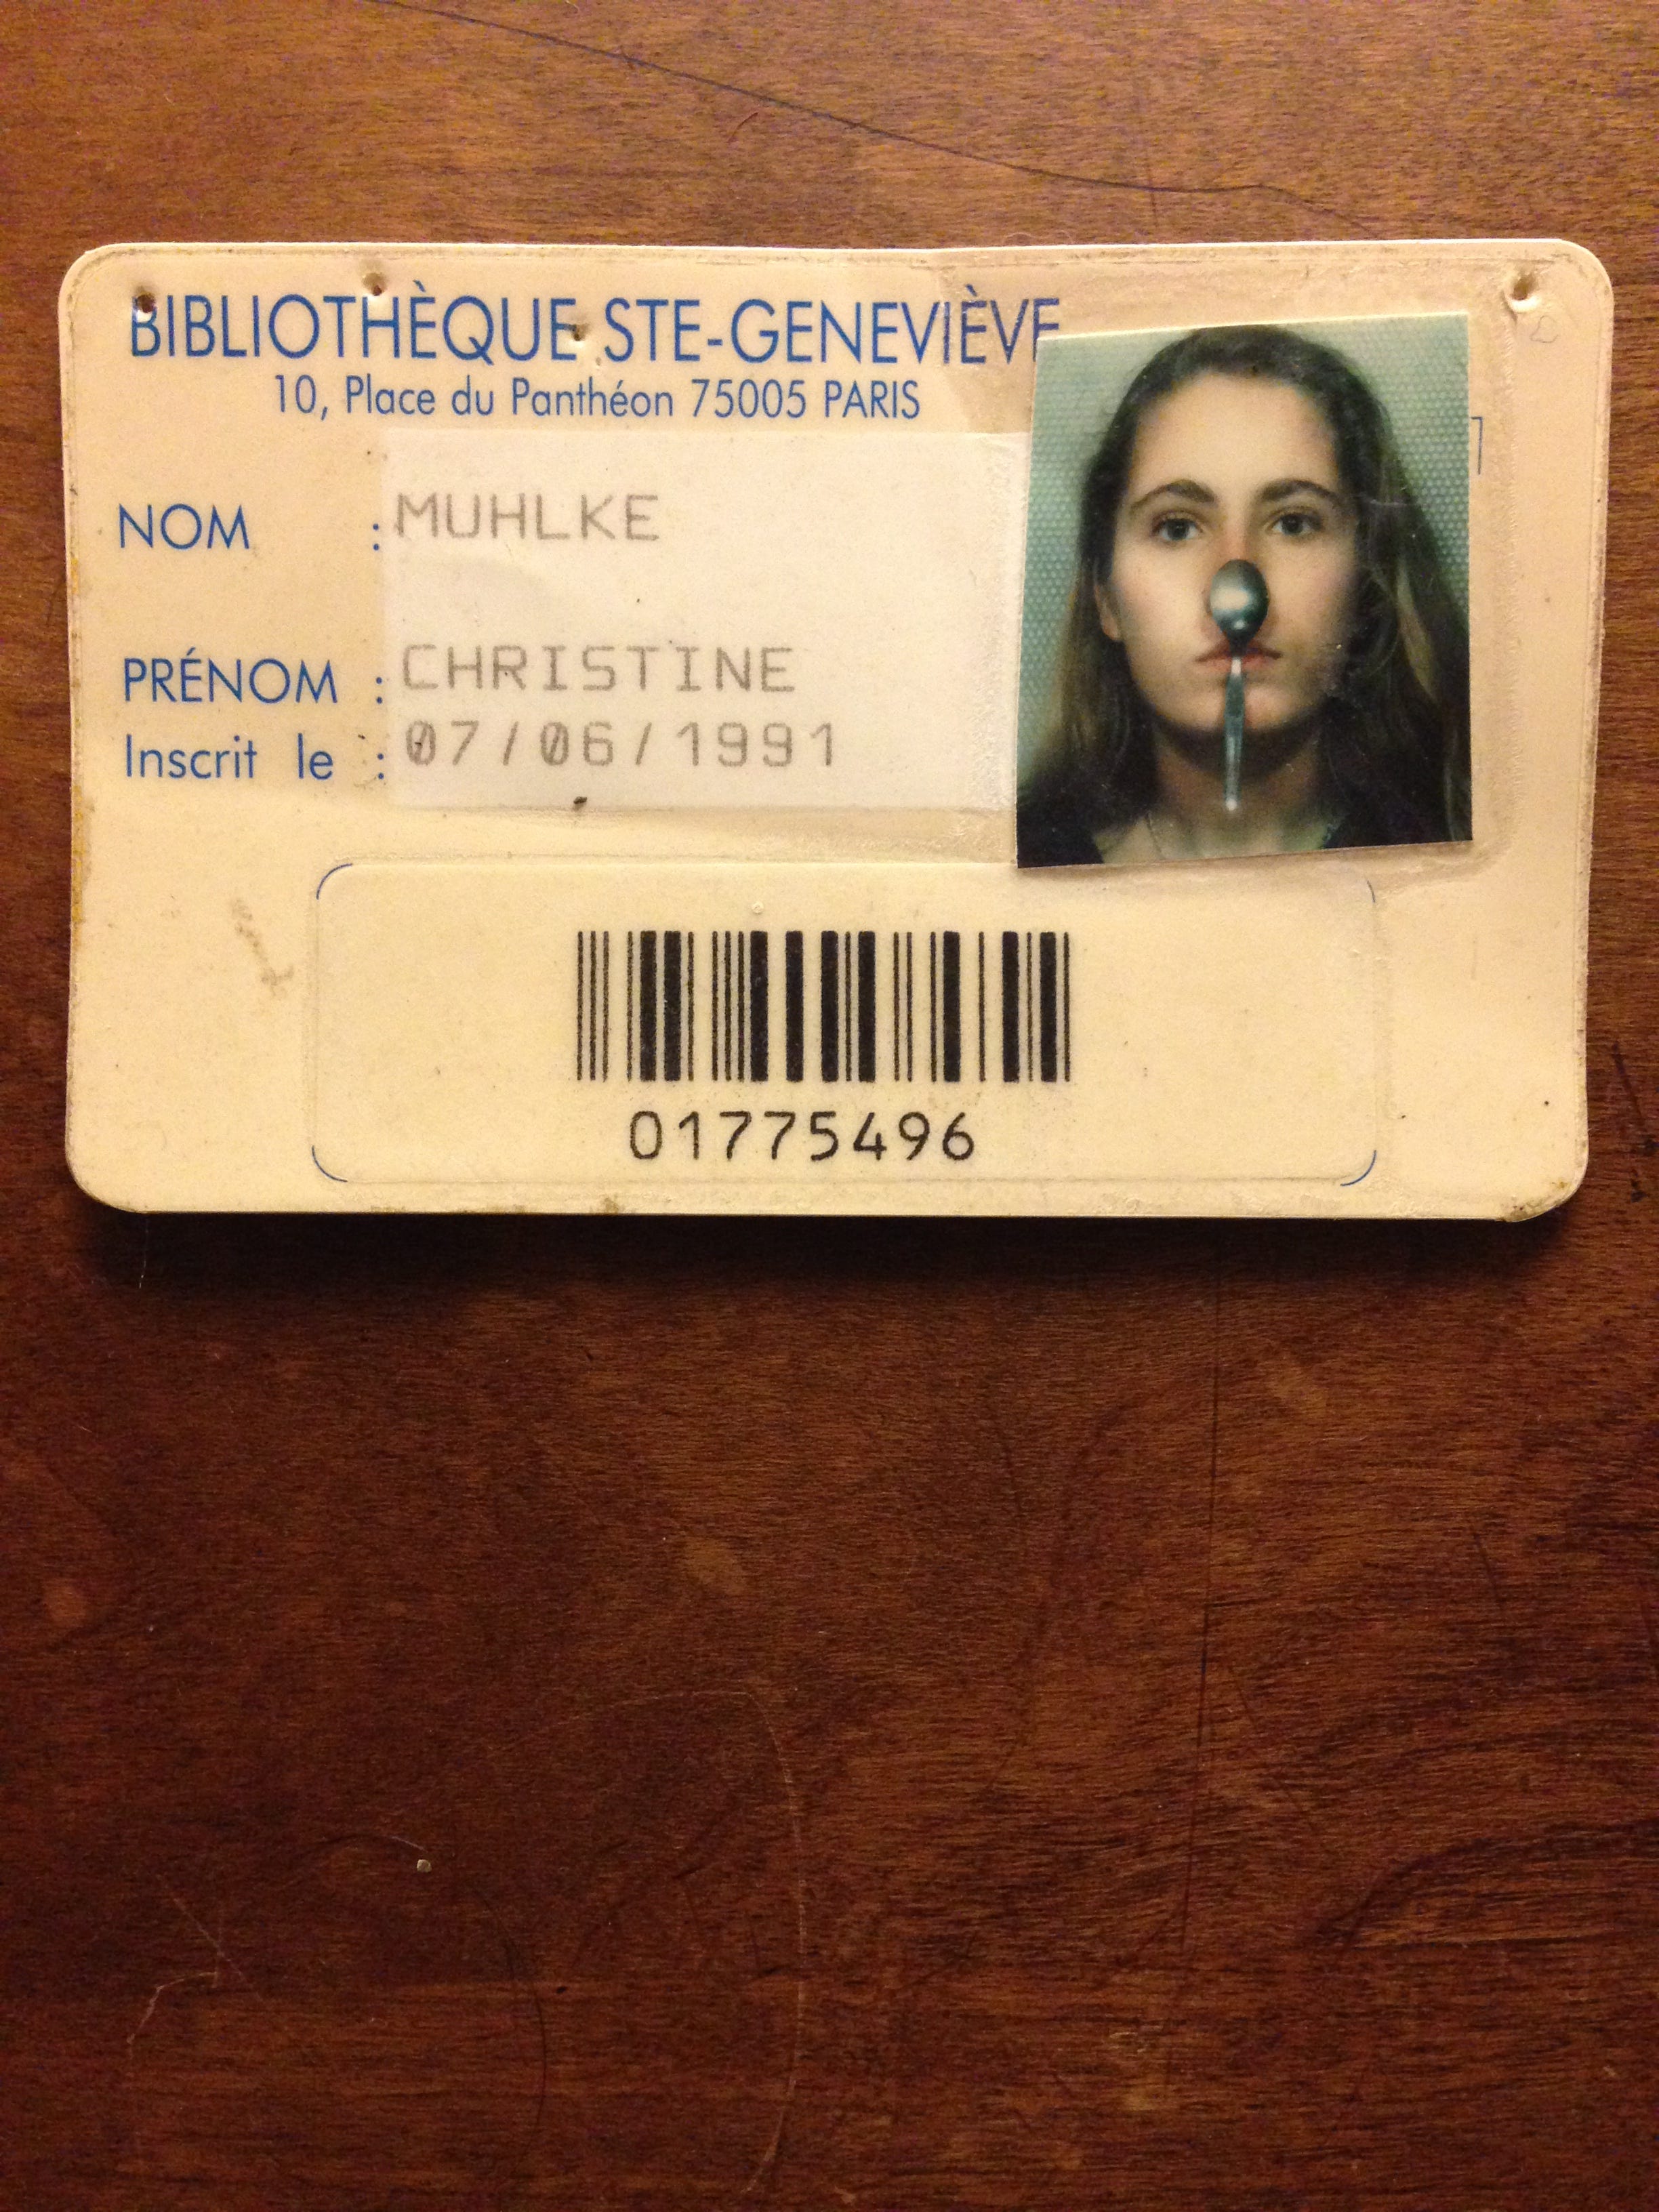 BIBLIOTHÈQUE STE-GENEVIÈVE
10, Place du Panthéon 75005 PARIS
NOM : MUHLKE
PRÉNOM : CHRISTINE
Inscrit le : 07/06/1991
01775496